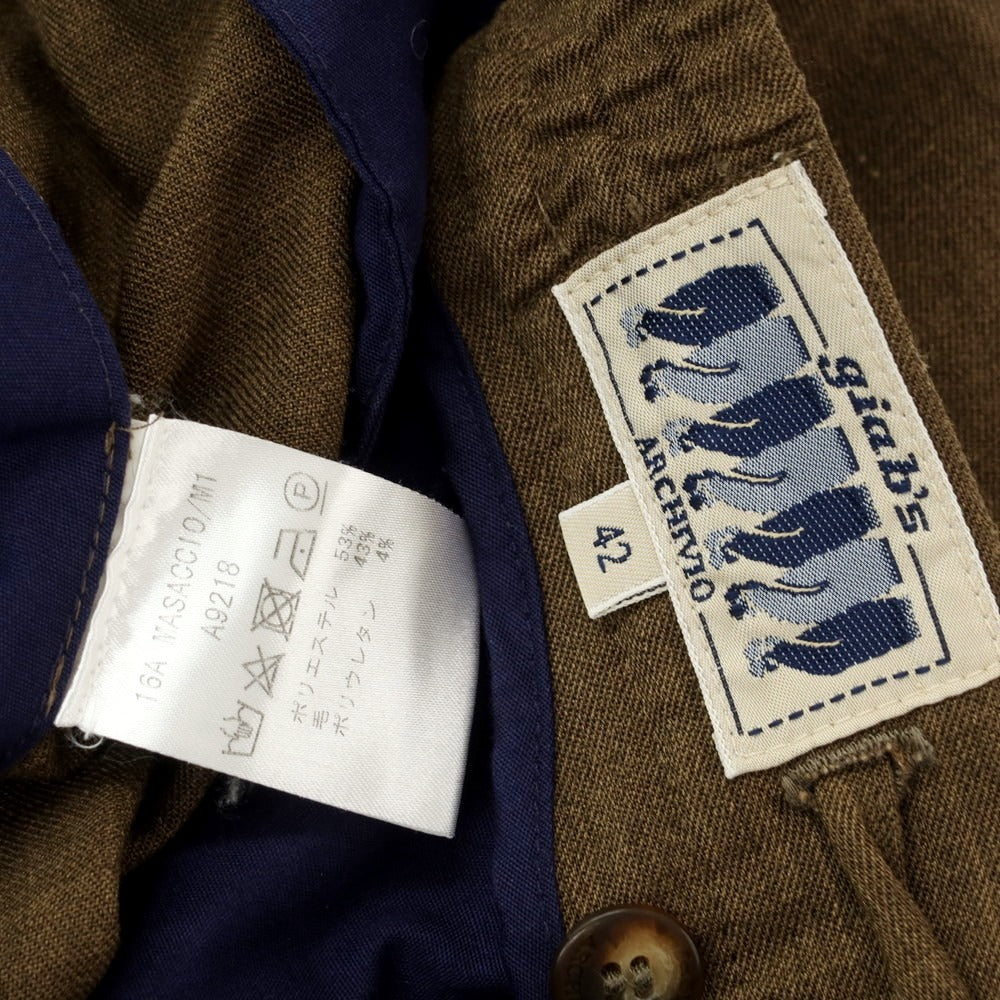 16A MASACCIO/M1
A9218
P
ポリエステル 53%
毛 43%
ポリウレタン 4%
giab's
ARCHIVIO
42